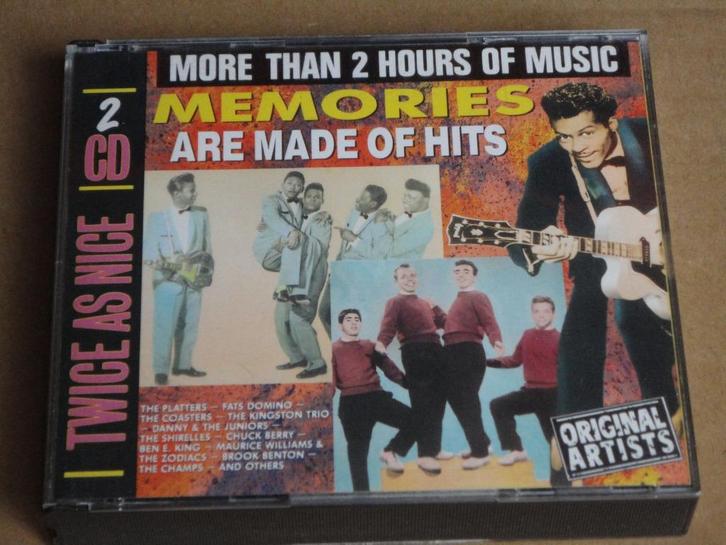 MORE THAN 2 HOURS OF MUSIC
MEMORIES
ARE MADE OF HITS
2
CD
TWICE AS NICE
THE PLATTERS – FATS DOMINO –
THE COASTERS – THE KINGSTON TRIO
– DANNY & THE JUNIORS –
THE SHIRELLES – CHUCK BERRY –
BEN E. KING – MAURICE WILLIAMS &
THE ZODIACS – BROOK BENTON –
THE CHAMPS – AND OTHERS
ORIGINAL
ARTISTS